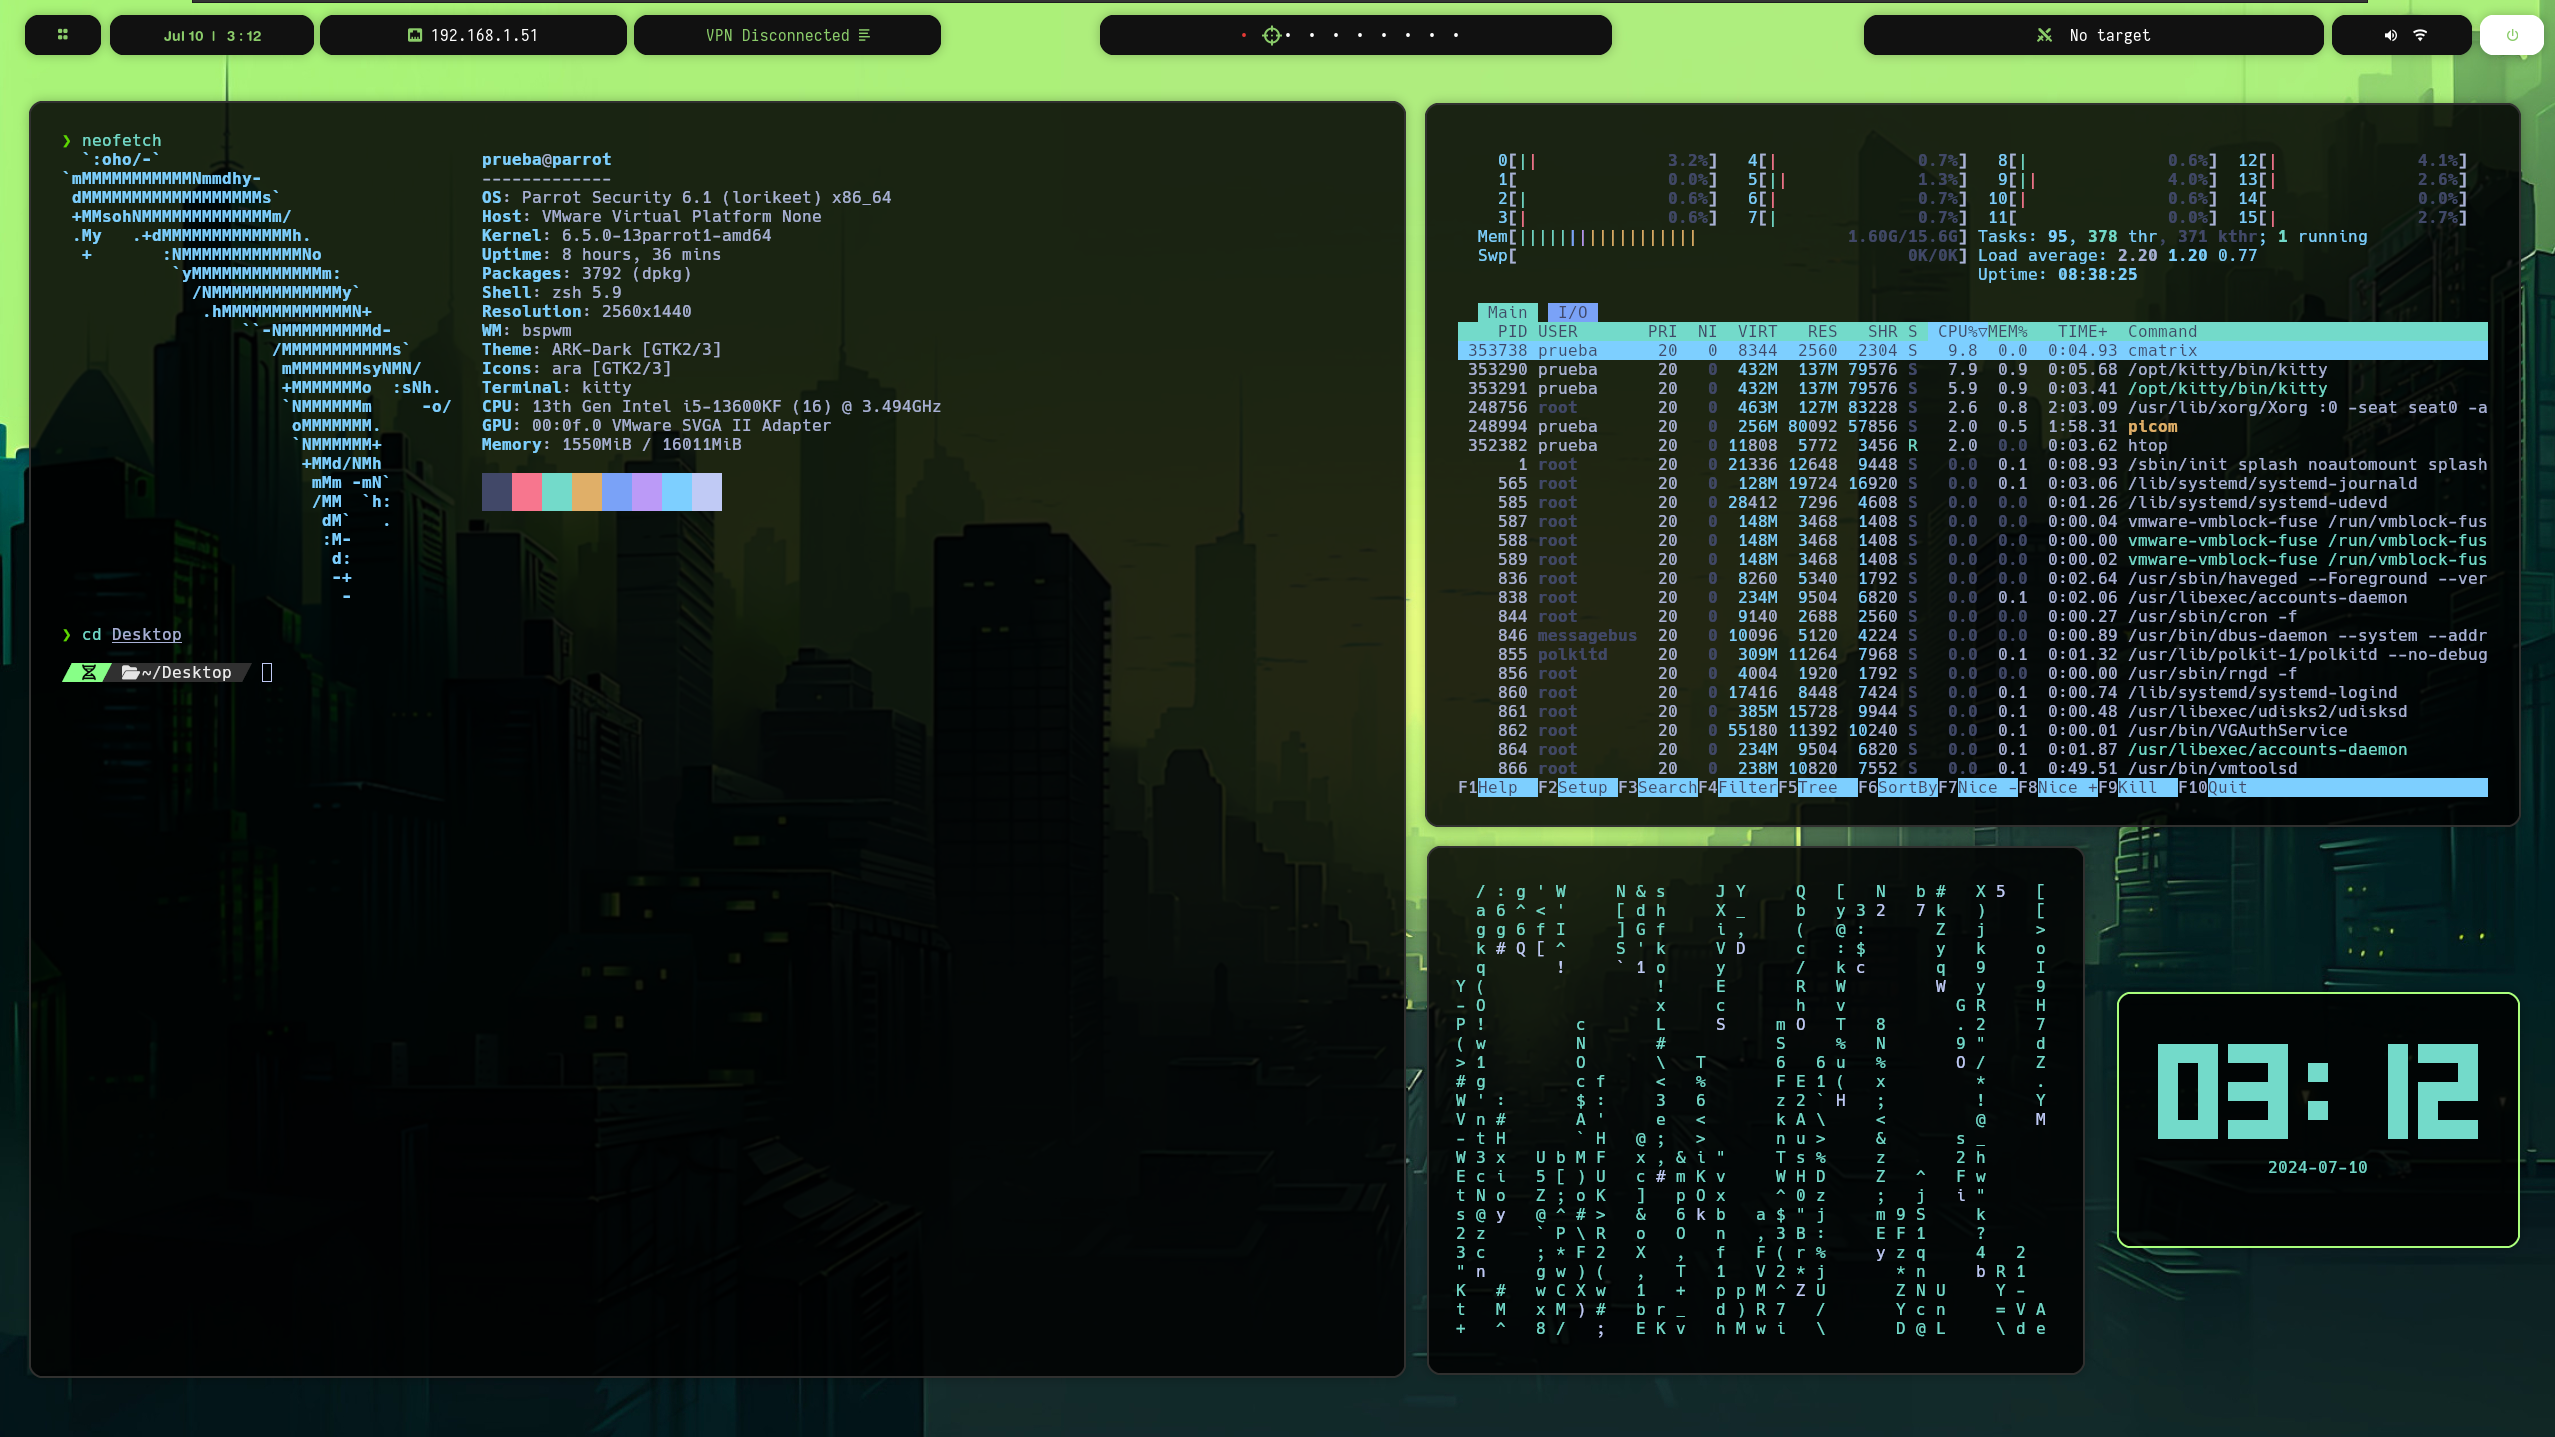 Jul 10 | 3:12
192.168.1.51
VPN Disconnected
No target
❯ neofetch
prueba@parrot
-------------
OS: Parrot Security 6.1 (lorikeet) x86_64
Host: VMware Virtual Platform None
Kernel: 6.5.0-13parrot1-amd64
Uptime: 8 hours, 36 mins
Packages: 3792 (dpkg)
Shell: zsh 5.9
Resolution: 2560x1440
WM: bspwm
Theme: ARK-Dark [GTK2/3]
Icons: ara [GTK2/3]
Terminal: kitty
CPU: 13th Gen Intel i5-13600KF (16) @ 3.494GHz
GPU: 00:0f.0 VMware SVGA II Adapter
Memory: 1550MiB / 16011MiB
❯ cd Desktop
~/Desktop
0[|| 3.2%] 4[| 0.7%] 8[| 0.6%] 12[| 4.1%]
1[ 0.0%] 5[|| 1.3%] 9[|| 4.0%] 13[| 2.6%]
2[| 0.6%] 6[| 0.7%] 10[| 0.6%] 14[ 0.0%]
3[| 0.6%] 7[| 0.7%] 11[ 0.0%] 15[| 2.7%]
Mem[|||||||||||||||||| 1.60G/15.6G] Tasks: 95, 378 thr, 371 kthr; 1 running
Swp[ 0K/0K] Load average: 2.20 1.20 0.77
Uptime: 08:38:25
Main I/O
PID USER PRI NI VIRT RES SHR S CPU%▽MEM% TIME+ Command
353738 prueba 20 0 8344 2560 2304 S 9.8 0.0 0:04.93 cmatrix
353290 prueba 20 0 432M 137M 79576 S 7.9 0.9 0:05.68 /opt/kitty/bin/kitty
353291 prueba 20 0 432M 137M 79576 S 5.9 0.9 0:03.41 /opt/kitty/bin/kitty
248756 root 20 0 463M 127M 83228 S 2.6 0.8 2:03.09 /usr/lib/xorg/Xorg :0 -seat seat0 -a
248994 prueba 20 0 256M 80092 57856 S 2.0 0.5 1:58.31 picom
352382 prueba 20 0 11808 5772 3456 R 2.0 0.0 0:03.62 htop
1 root 20 0 21336 12648 9448 S 0.0 0.1 0:08.93 /sbin/init splash noautomount splash
565 root 20 0 128M 19724 16920 S 0.0 0.1 0:03.06 /lib/systemd/systemd-journald
585 root 20 0 28412 7296 4608 S 0.0 0.0 0:01.26 /lib/systemd/systemd-udevd
587 root 20 0 148M 3468 1408 S 0.0 0.0 0:00.04 vmware-vmblock-fuse /run/vmblock-fus
588 root 20 0 148M 3468 1408 S 0.0 0.0 0:00.00 vmware-vmblock-fuse /run/vmblock-fus
589 root 20 0 148M 3468 1408 S 0.0 0.0 0:00.02 vmware-vmblock-fuse /run/vmblock-fus
836 root 20 0 8260 5340 1792 S 0.0 0.0 0:02.64 /usr/sbin/haveged --Foreground --ver
838 root 20 0 234M 9504 6820 S 0.0 0.1 0:02.06 /usr/libexec/accounts-daemon
844 root 20 0 9140 2688 2560 S 0.0 0.0 0:00.27 /usr/sbin/cron -f
846 messagebus 20 0 10096 5120 4224 S 0.0 0.0 0:00.89 /usr/bin/dbus-daemon --system --addr
855 polkitd 20 0 309M 11264 7968 S 0.0 0.1 0:01.32 /usr/lib/polkit-1/polkitd --no-debug
856 root 20 0 4004 1920 1792 S 0.0 0.0 0:00.00 /usr/sbin/rngd -f
860 root 20 0 17416 8448 7424 S 0.0 0.1 0:00.74 /lib/systemd/systemd-logind
861 root 20 0 385M 15728 9944 S 0.0 0.1 0:00.48 /usr/libexec/udisks2/udisksd
862 root 20 0 55180 11392 10240 S 0.0 0.1 0:00.01 /usr/bin/VGAuthService
864 root 20 0 234M 9504 6820 S 0.0 0.1 0:01.87 /usr/libexec/accounts-daemon
866 root 20 0 238M 10820 7552 S 0.0 0.1 0:49.51 /usr/bin/vmtoolsd
F1Help F2Setup F3SearchF4FilterF5Tree F6SortByF7Nice -F8Nice +F9Kill F10Quit
03:12
2024-07-10